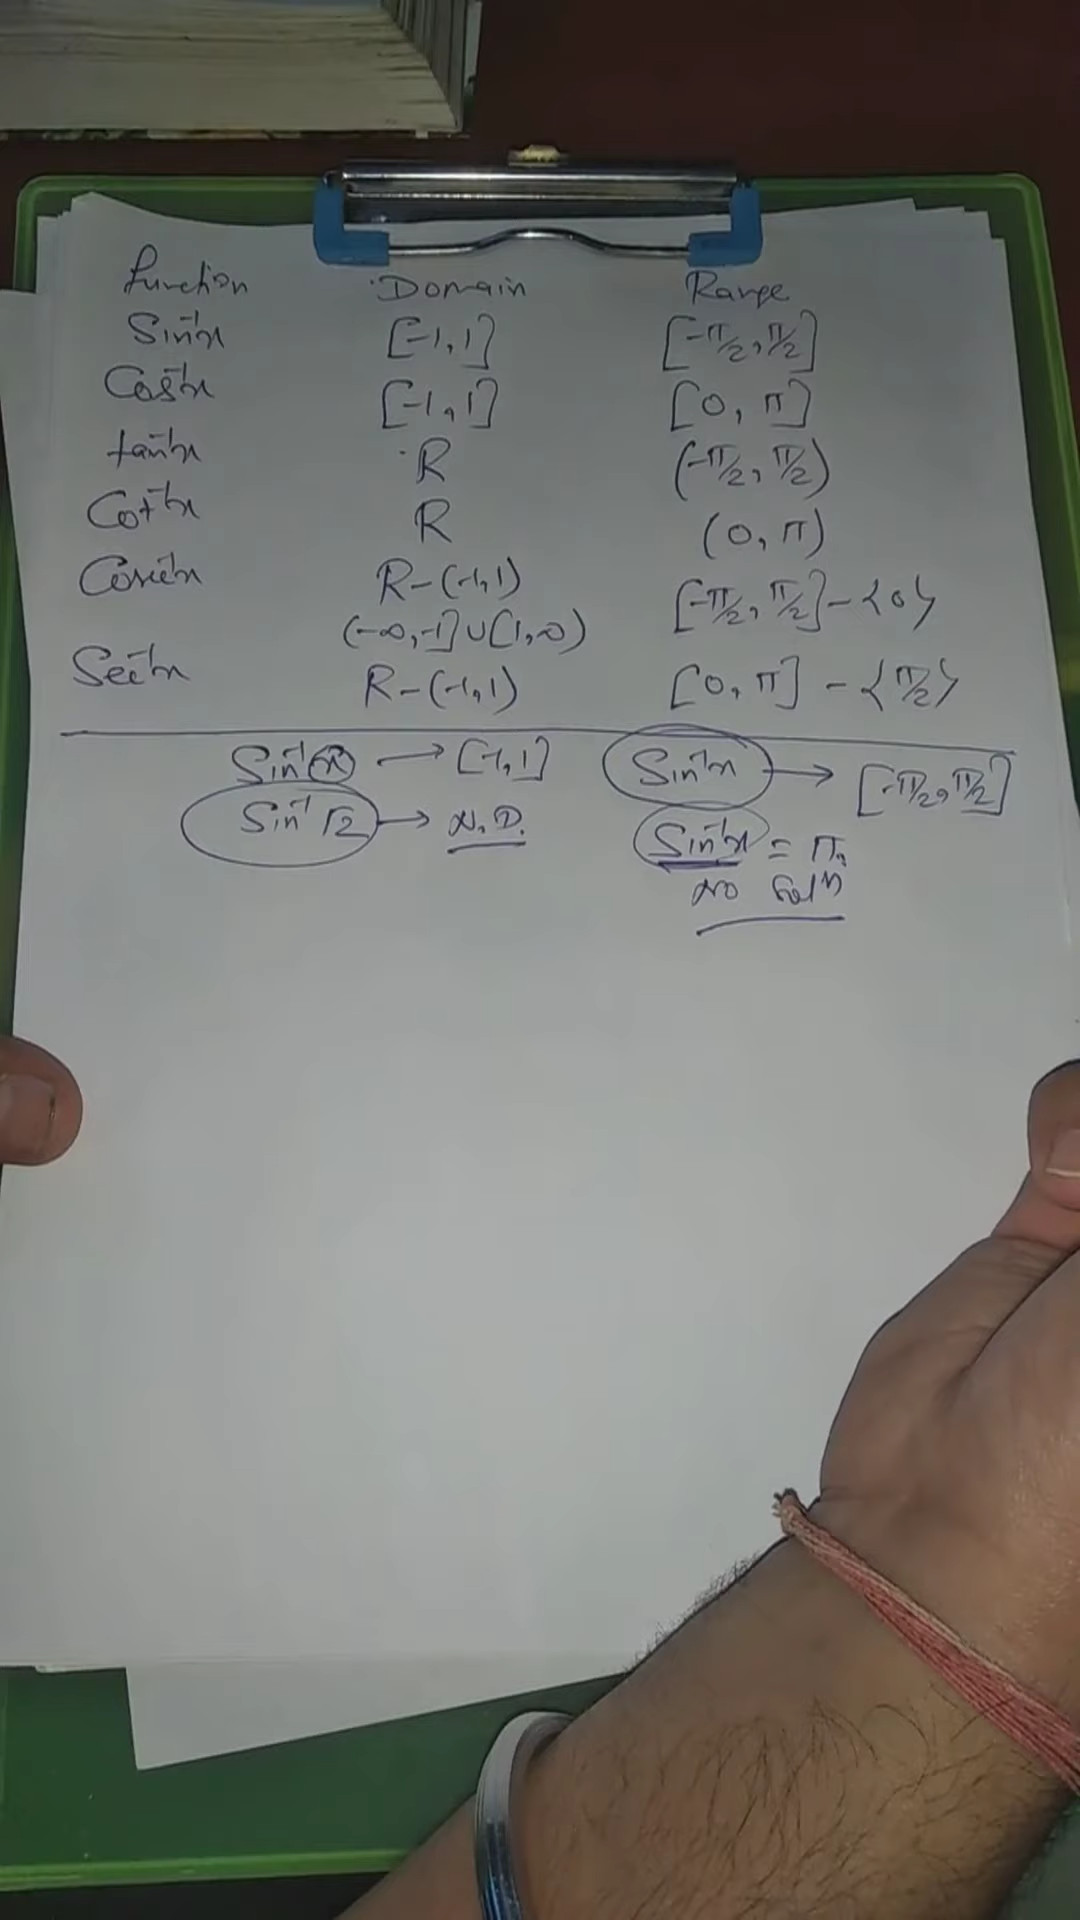 function Domain Range
Sin⁻¹x [-1,1] [-π/2, π/2]
Cos⁻¹x [-1,1] [0, π]
tan⁻¹x R (-π/2, π/2)
Cot⁻¹x R (0, π)
Cosec⁻¹x R-(-1,1) [-π/2, π/2]-{0}
(-∞,-1]∪[1,∞)
Sec⁻¹x R-(-1,1) [0, π] - {π/2}
Sin⁻¹x → [-1,1] Sin⁻¹x → [-π/2, π/2]
Sin⁻¹√2 → N.D. Sin⁻¹x = π
No Solⁿ